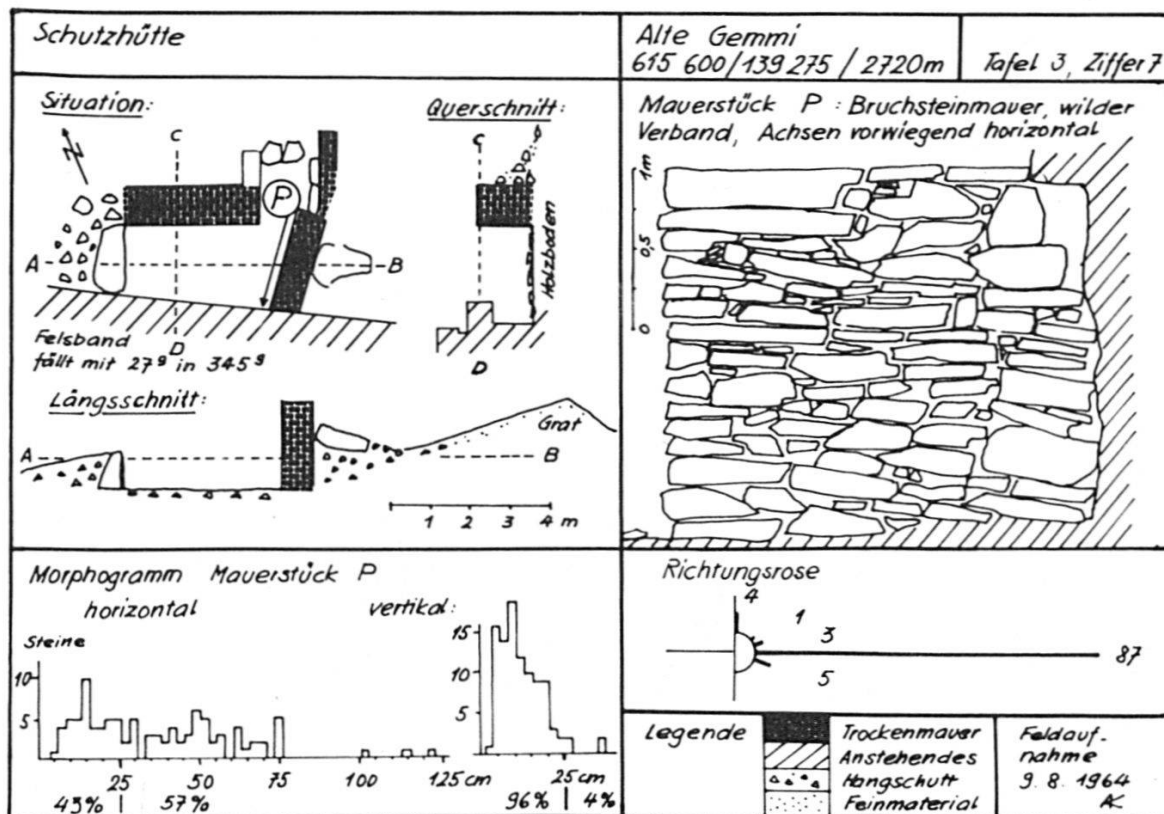 Schutzhütte
Alte Gemmi
615 600/139 275 / 2720m
Tafel 3, Ziffer 7
Situation:
C
N
P
A
B
Felsband
D
fällt mit 27g in 345g
Querschnitt:
C
Holzboden
D
Längsschnitt:
A
Grat
B
1 2 3 4 m
Mauerstück P : Bruchsteinmauer, wilder
Verband, Achsen vorwiegend horizontal
1m
0,5
0
Morphogramm Mauerstück P
horizontal
vertikal:
Steine
10
5
25 50 75 100 125 cm
43% | 57%
15
10
5
25 cm
96% | 4%
Richtungsrose
4
1
3
87
5
Legende
Trockenmauer
Anstehendes
Hangschutt
Feinmaterial
Feldauf-
nahme
9. 8. 1964